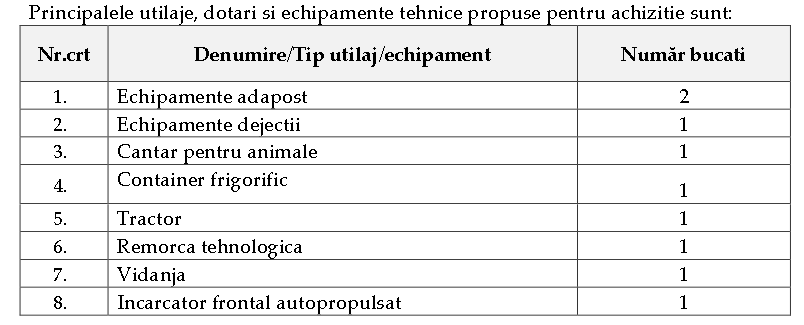 Principalele utilaje, dotari si echipamente tehnice propuse pentru achizitie sunt:
Nr.crt Denumire/Tip utilaj/echipament Număr bucati
1. Echipamente adapost 2
2. Echipamente dejectii 1
3. Cantar pentru animale 1
4. Container frigorific 1
5. Tractor 1
6. Remorca tehnologica 1
7. Vidanja 1
8. Incarcator frontal autopropulsat 1